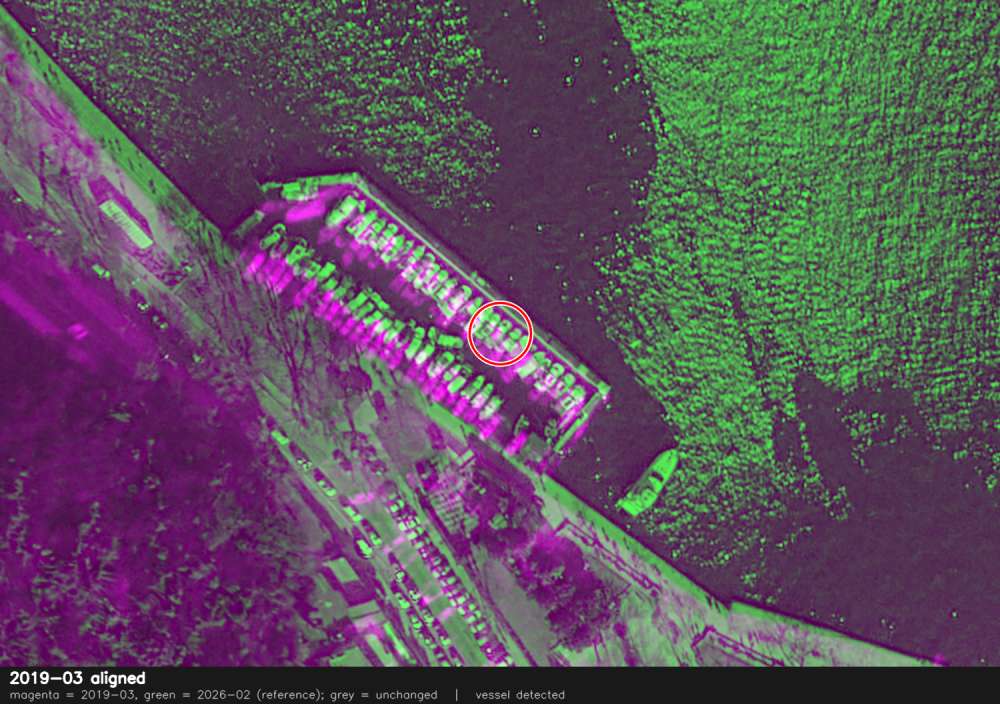 2019-03 aligned
magenta = 2019-03, green = 2026-02 (reference); grey = unchanged | vessel detected